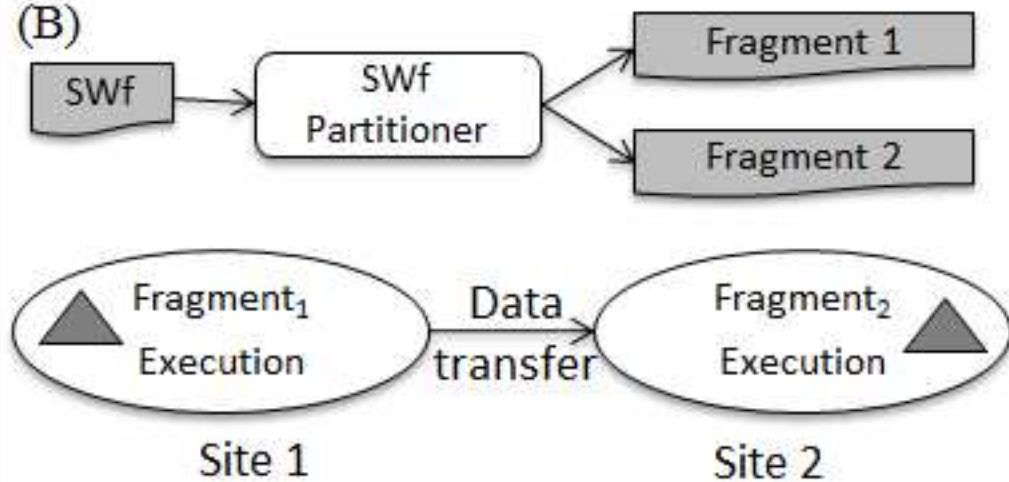 (B)
SWf
SWf
Partitioner
Fragment 1
Fragment 2
Fragment₁
Execution
Data
transfer
Fragment₂
Execution
Site 1
Site 2